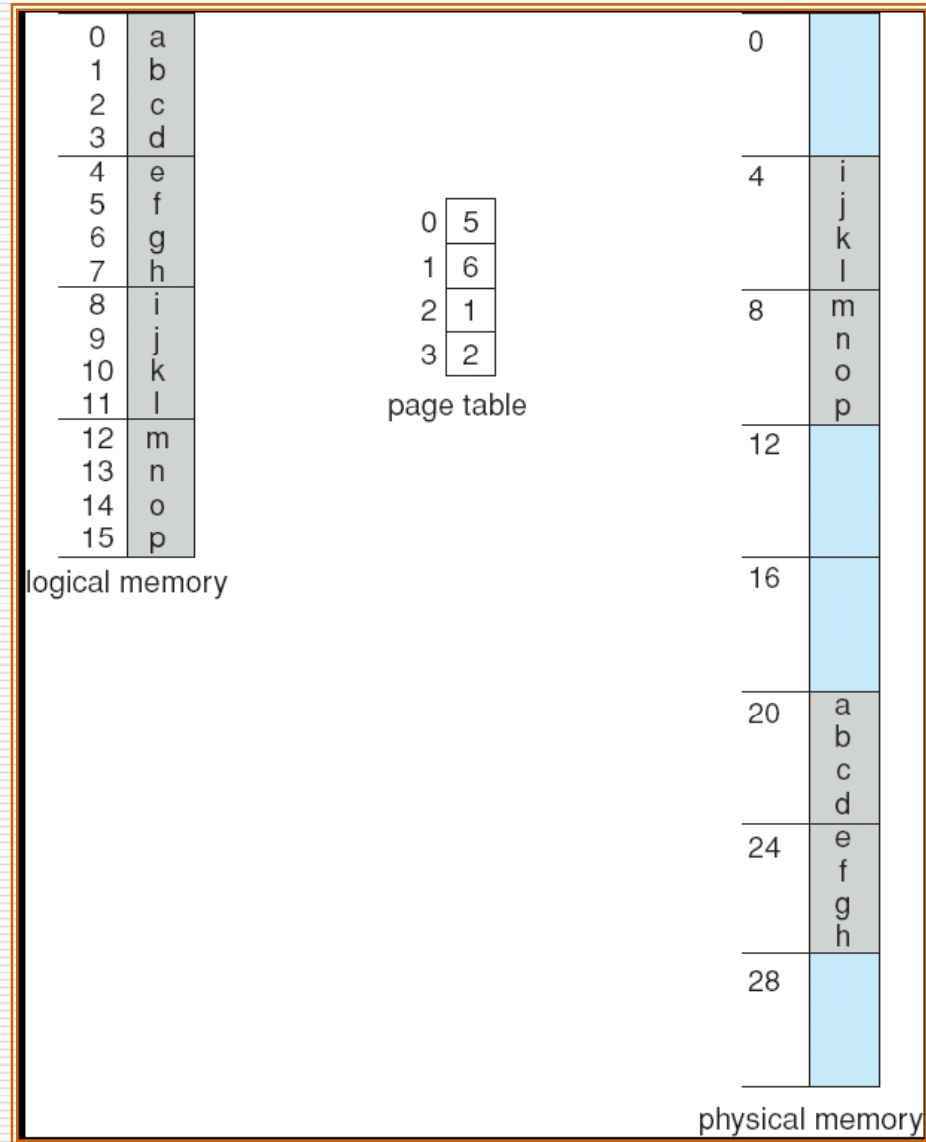 0 a
1 b
2 c
3 d
4 e
5 f
6 g
7 h
8 i
9 j
10 k
11 l
12 m
13 n
14 o
15 p
logical memory
0 5
1 6
2 1
3 2
page table
0
4 i
j
k
l
8 m
n
o
p
12
16
20 a
b
c
d
24 e
f
g
h
28
physical memory